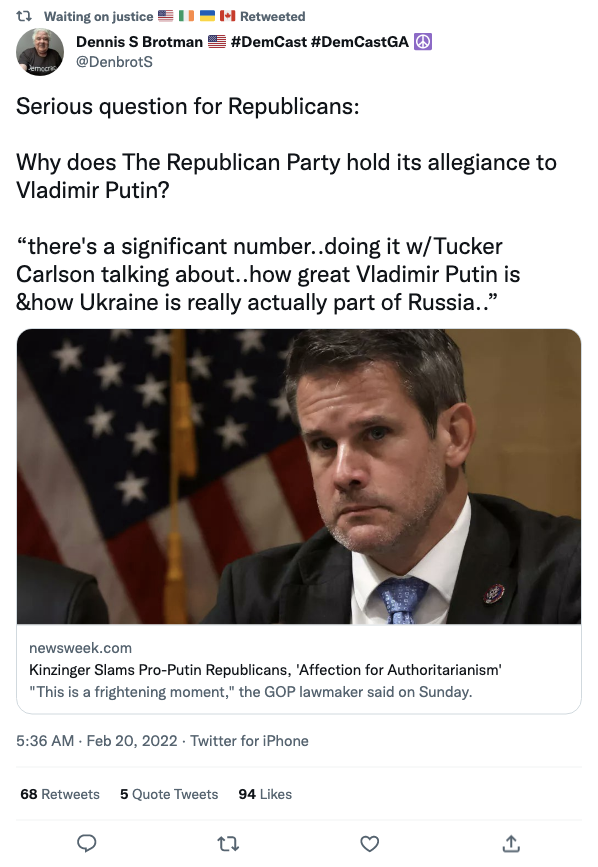 Waiting on justice 🇺🇸 🇮🇪 🇺🇦 🇨🇦 Retweeted
Dennis S Brotman 🇺🇸 #DemCast #DemCastGA ☮
@DenbrotS
Serious question for Republicans:
Why does The Republican Party hold its allegiance to
Vladimir Putin?
“there's a significant number..doing it w/Tucker
Carlson talking about..how great Vladimir Putin is
&how Ukraine is really actually part of Russia..”
newsweek.com
Kinzinger Slams Pro-Putin Republicans, 'Affection for Authoritarianism'
"This is a frightening moment," the GOP lawmaker said on Sunday.
5:36 AM · Feb 20, 2022 · Twitter for iPhone
68 Retweets 5 Quote Tweets 94 Likes